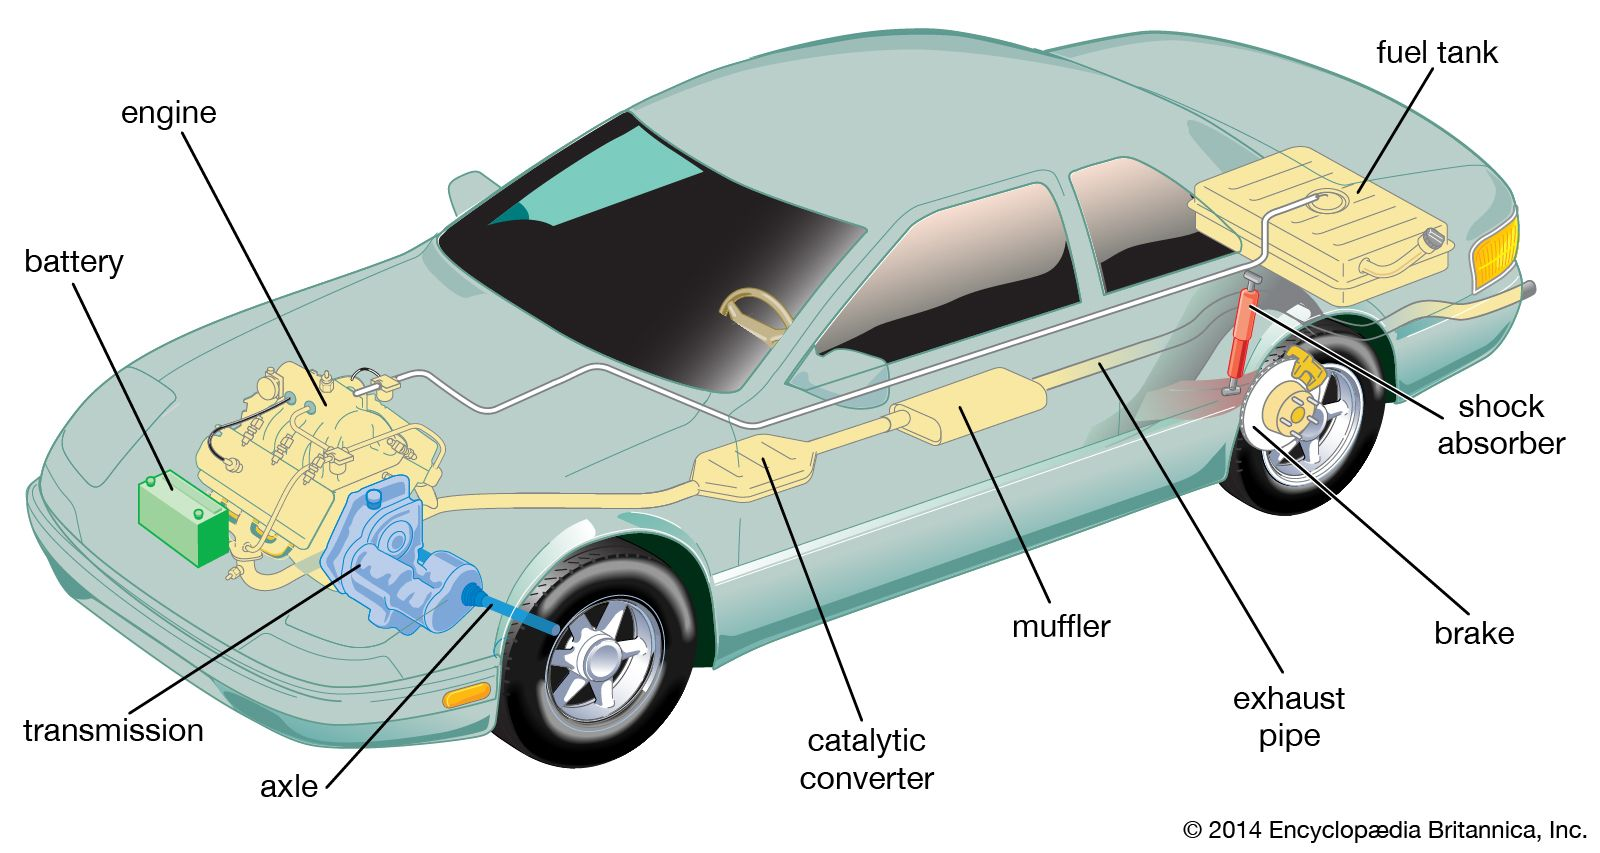 fuel tank
engine
battery
shock
absorber
muffler
brake
exhaust
pipe
transmission
catalytic
converter
axle
© 2014 Encyclopædia Britannica, Inc.